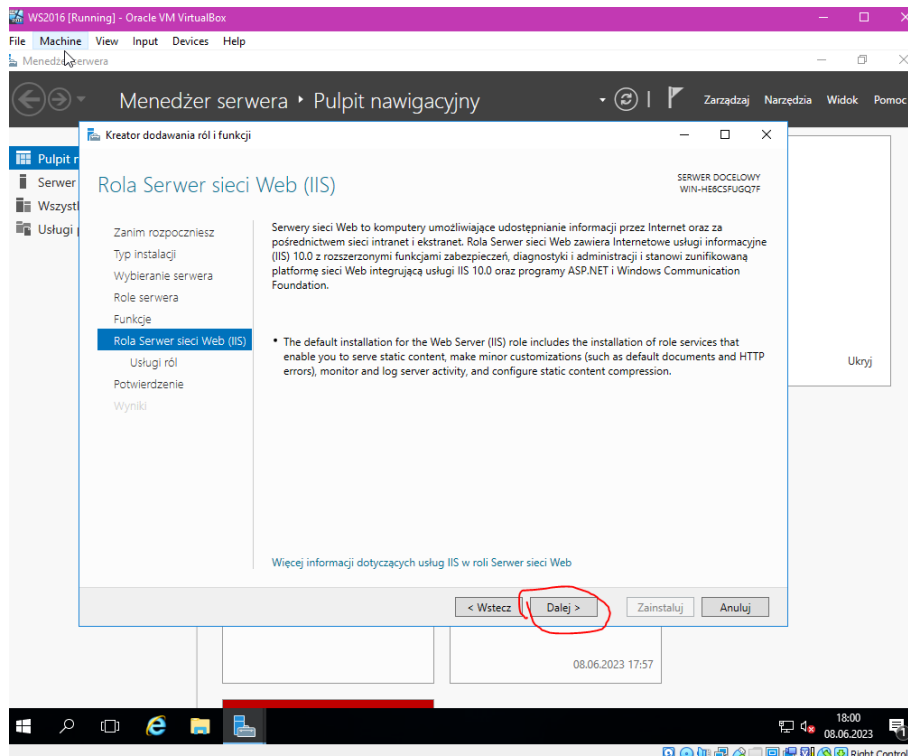 WS2016 [Running] - Oracle VM VirtualBox
File Machine View Input Devices Help
Menedżer serwera
Menedżer serwera Pulpit nawigacyjny
Zarządzaj Narzędzia Widok Pomoc
Kreator dodawania ról i funkcji
Pulpit
Serwer
Usługi
Rola Serwer sieci Web (IIS)
SERWER DOCELOWY
WIN-HE6CSFUGQ7F
Zanim rozpoczniesz
Typ instalacji
Wybieranie serwera
Role serwera
Funkcje
Rola Serwer sieci Web (IIS)
Usługi ról
Potwierdzenie
Wyniki
Serwery sieci Web to komputery umożliwiające udostępnianie informacji przez Internet oraz za
pośrednictwem sieci intranet i ekstranet. Rola Serwer sieci Web zawiera Internetowe usługi informacyjne
(IIS) 10.0 z rozszerzonymi funkcjami zabezpieczeń, diagnostyki i administracji i stanowi zunifikowaną
platformę sieci Web integrującą usługi IIS 10.0 oraz programy ASP.NET i Windows Communication
Foundation.
• The default installation for the Web Server (IIS) role includes the installation of role services that
enable you to serve static content, make minor customizations (such as default documents and HTTP
errors), monitor and log server activity, and configure static content compression.
Ukryj
Więcej informacji dotyczących usług IIS w roli Serwer sieci Web
< Wstecz Dalej > Zainstaluj Anuluj
08.06.2023 17:57
18:00
08.06.2023
1
Right Control